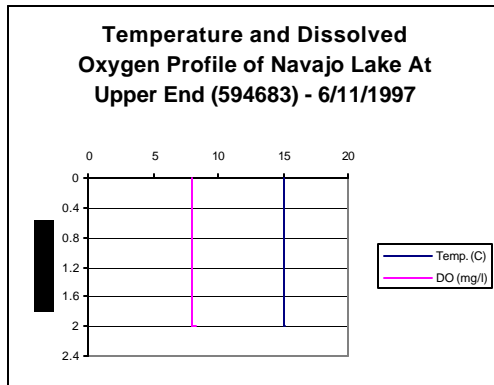 Temperature and Dissolved
Oxygen Profile of Navajo Lake At
Upper End (594683) - 6/11/1997
0 5 10 15 20
0
0.4
0.8
1.2
1.6
2
2.4
Temp. (C)
DO (mg/l)